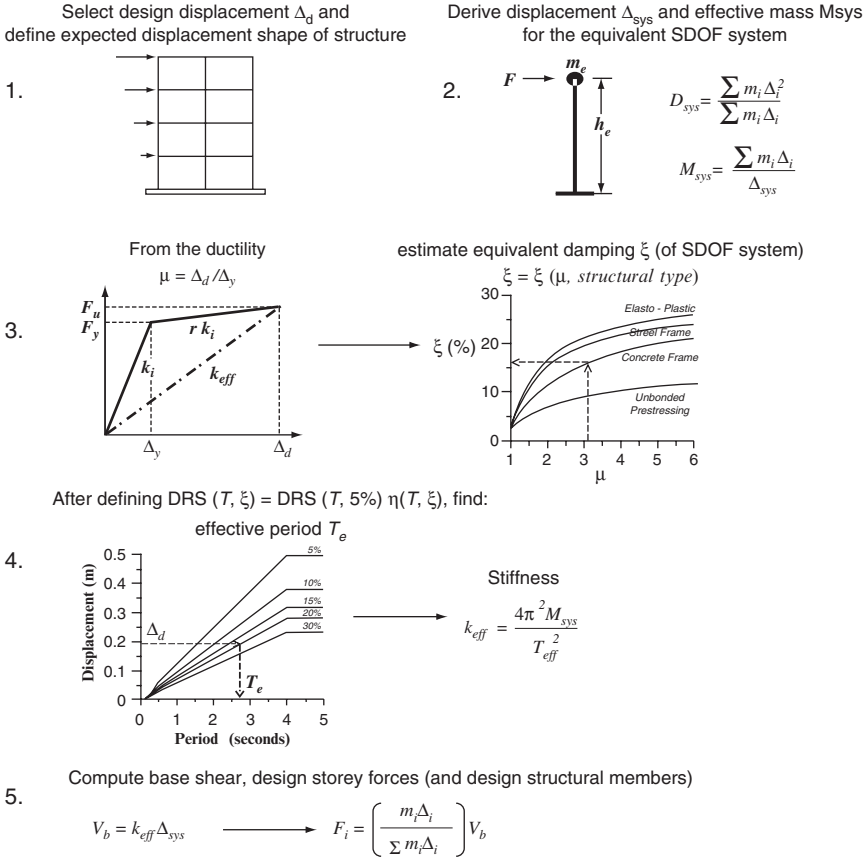 Select design displacement Δd and
define expected displacement shape of structure
1.
Derive displacement Δsys and effective mass Msys
for the equivalent SDOF system
2.
F
me
he
Dsys= ∑ mi Δi² / ∑ mi Δi
Msys= ∑ mi Δi / Δsys
3.
From the ductility
μ = Δd /Δy
Fu
Fy
r ki
ki
keff
Δy
Δd
estimate equivalent damping ξ (of SDOF system)
ξ = ξ (μ, structural type)
ξ (%)
30
20
10
0
Elasto - Plastic
Streel Frame
Concrete Frame
Unbonded
Prestressing
1 2 3 4 5 6
μ
After defining DRS (T, ξ) = DRS (T, 5%) η(T, ξ), find:
4.
effective period Te
Displacement (m)
0.5
0.4
0.3
0.2
0.1
0
5%
10%
15%
20%
30%
Δd
Te
0 1 2 3 4 5
Period (seconds)
Stiffness
keff = 4π² Msys / Teff²
Compute base shear, design storey forces (and design structural members)
5.
Vb = keff Δsys
Fi = ( miΔi / Σ miΔi ) Vb